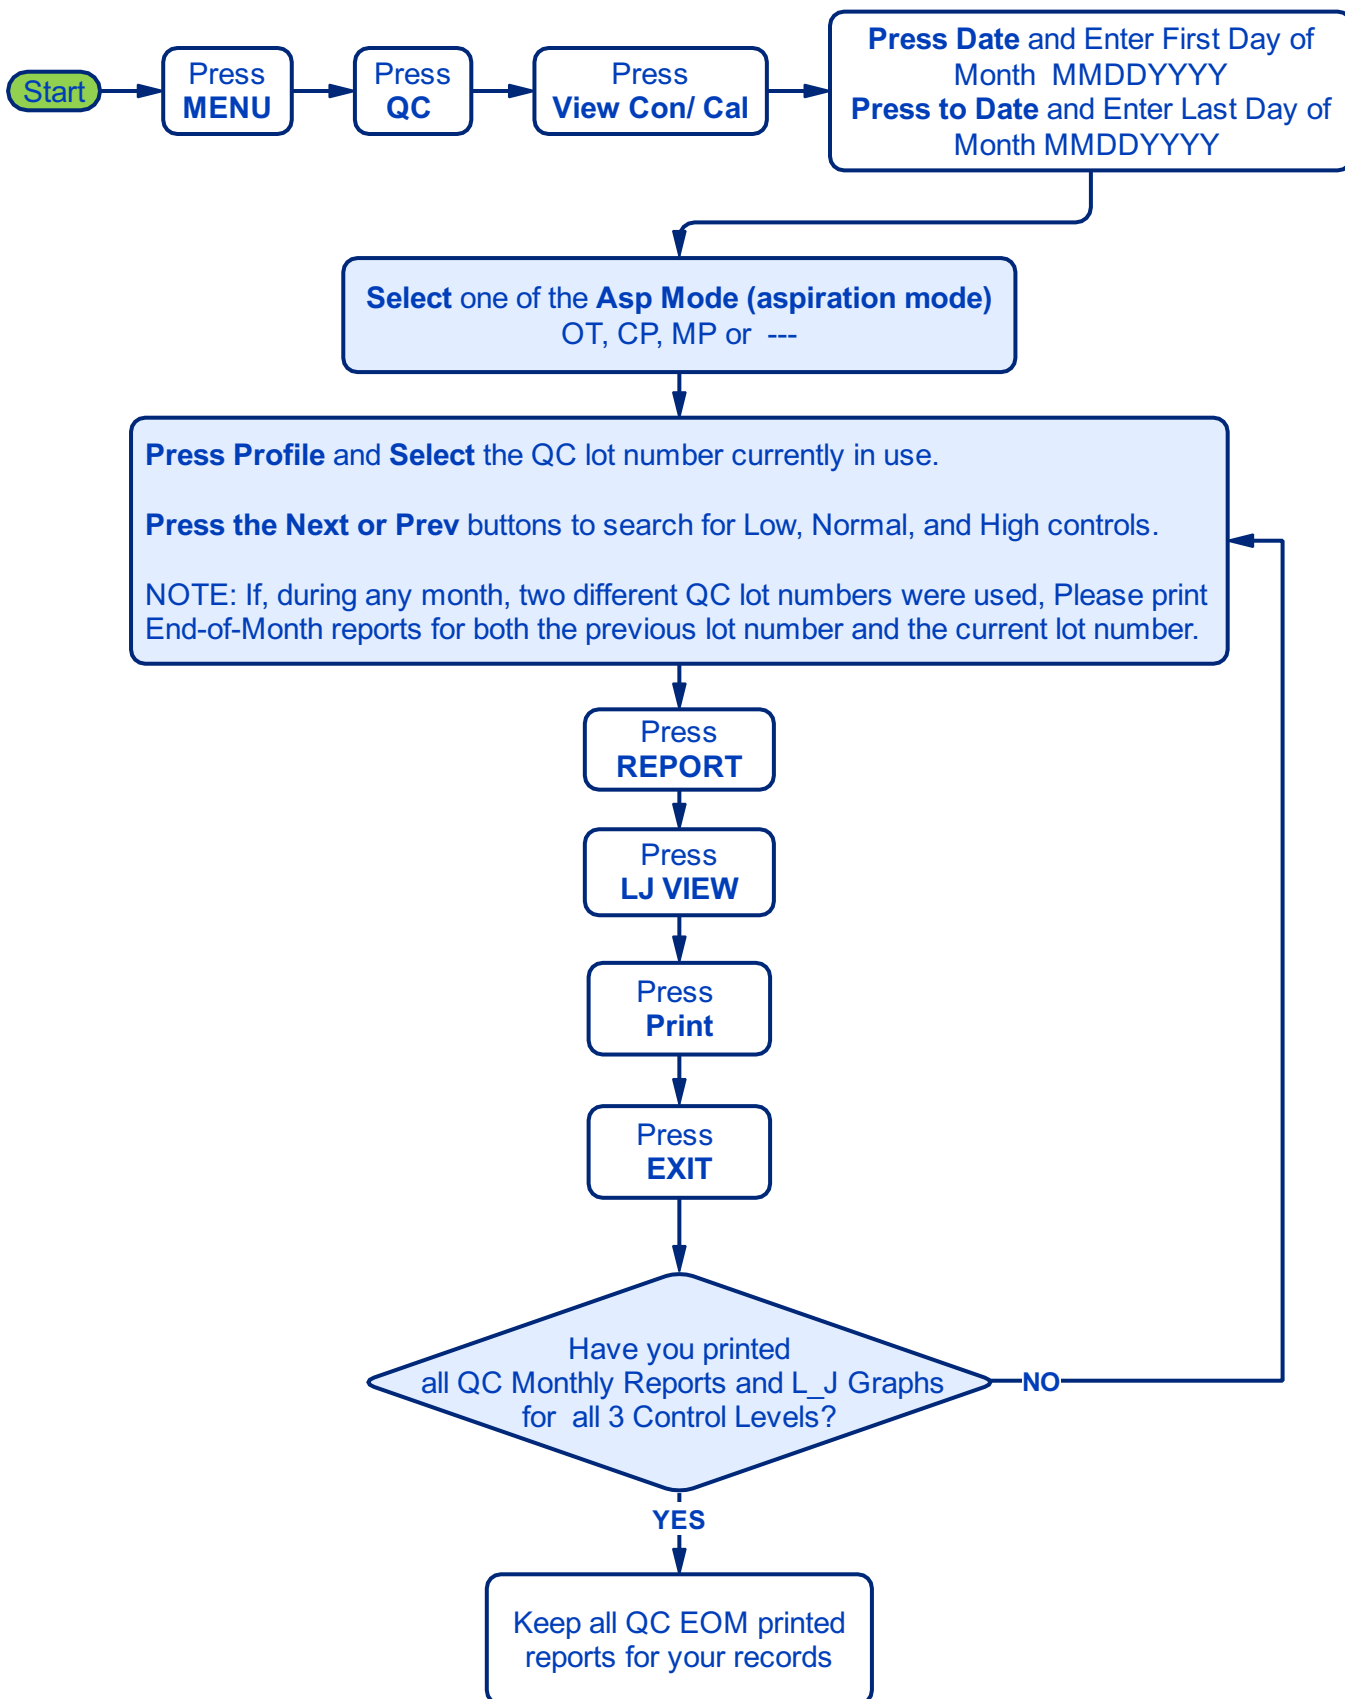 Start
Press
MENU
Press
QC
Press
View Con/ Cal
Press Date and Enter First Day of
Month  MMDDYYYY
Press to Date and Enter Last Day of
Month MMDDYYYY
Select one of the Asp Mode (aspiration mode)
OT, CP, MP or  ---
Press Profile and Select the QC lot number currently in use.
Press the Next or Prev buttons to search for Low, Normal, and High controls.
NOTE: If, during any month, two different QC lot numbers were used, Please print
End-of-Month reports for both the previous lot number and the current lot number.
Press
REPORT
Press
LJ VIEW
Press
Print
Press
EXIT
Have you printed
all QC Monthly Reports and L_J Graphs
for  all 3 Control Levels?
NO
YES
Keep all QC EOM printed
reports for your records